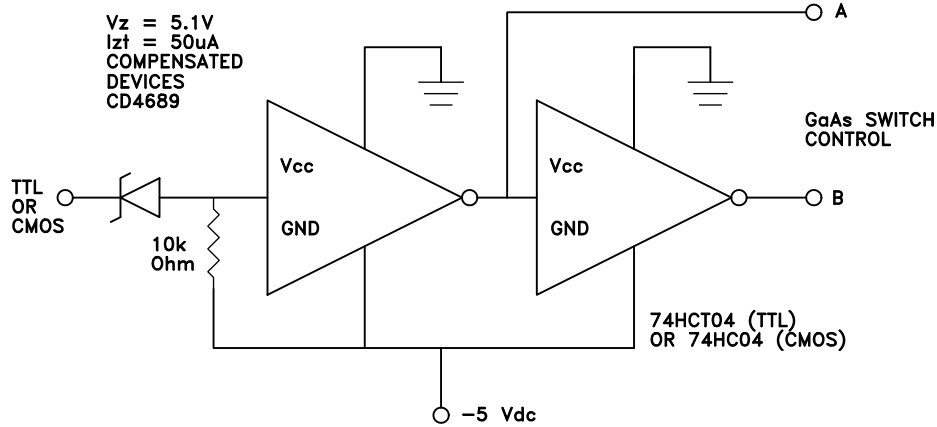 Vz = 5.1V
Izt = 50uA
COMPENSATED
DEVICES
CD4689
A
GaAs SWITCH
CONTROL
Vcc
Vcc
TTL
OR
CMOS
B
GND
GND
10k
Ohm
74HCT04 (TTL)
OR 74HC04 (CMOS)
-5 Vdc